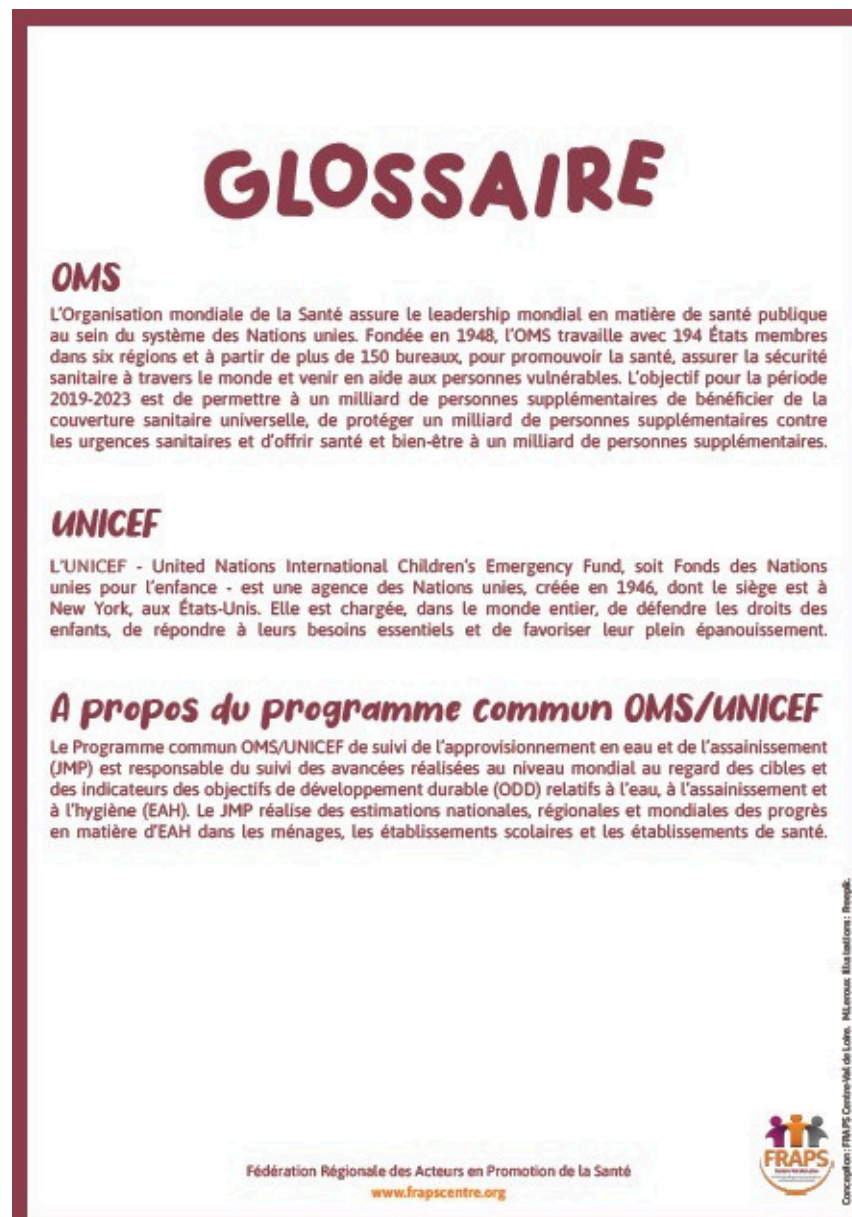 GLOSSAIRE
OMS
L'Organisation mondiale de la Santé assure le leadership mondial en matière de santé publique
au sein du système des Nations unies. Fondée en 1948, l'OMS travaille avec 194 États membres
dans six régions et à partir de plus de 150 bureaux, pour promouvoir la santé, assurer la sécurité
sanitaire à travers le monde et venir en aide aux personnes vulnérables. L'objectif pour la période
2019-2023 est de permettre à un milliard de personnes supplémentaires de bénéficier de la
couverture sanitaire universelle, de protéger un milliard de personnes supplémentaires contre
les urgences sanitaires et d'offrir santé et bien-être à un milliard de personnes supplémentaires.
UNICEF
L'UNICEF - United Nations International Children's Emergency Fund, soit Fonds des Nations
unies pour l'enfance - est une agence des Nations unies, créée en 1946, dont le siège est à
New York, aux États-Unis. Elle est chargée, dans le monde entier, de défendre les droits des
enfants, de répondre à leurs besoins essentiels et de favoriser leur plein épanouissement.
A propos du programme commun OMS/UNICEF
Le Programme commun OMS/UNICEF de suivi de l'approvisionnement en eau et de l'assainissement
(JMP) est responsable du suivi des avancées réalisées au niveau mondial au regard des cibles et
des indicateurs des objectifs de développement durable (ODD) relatifs à l'eau, à l'assainissement et
à l'hygiène (EAH). Le JMP réalise des estimations nationales, régionales et mondiales des progrès
en matière d'EAH dans les ménages, les établissements scolaires et les établissements de santé.
Conception : FRAPS Centre-Val de Loire. M.Leroux Illustrations : Freepik.
FRAPS
Fédération Régionale des Acteurs en Promotion de la Santé
www.frapscentre.org